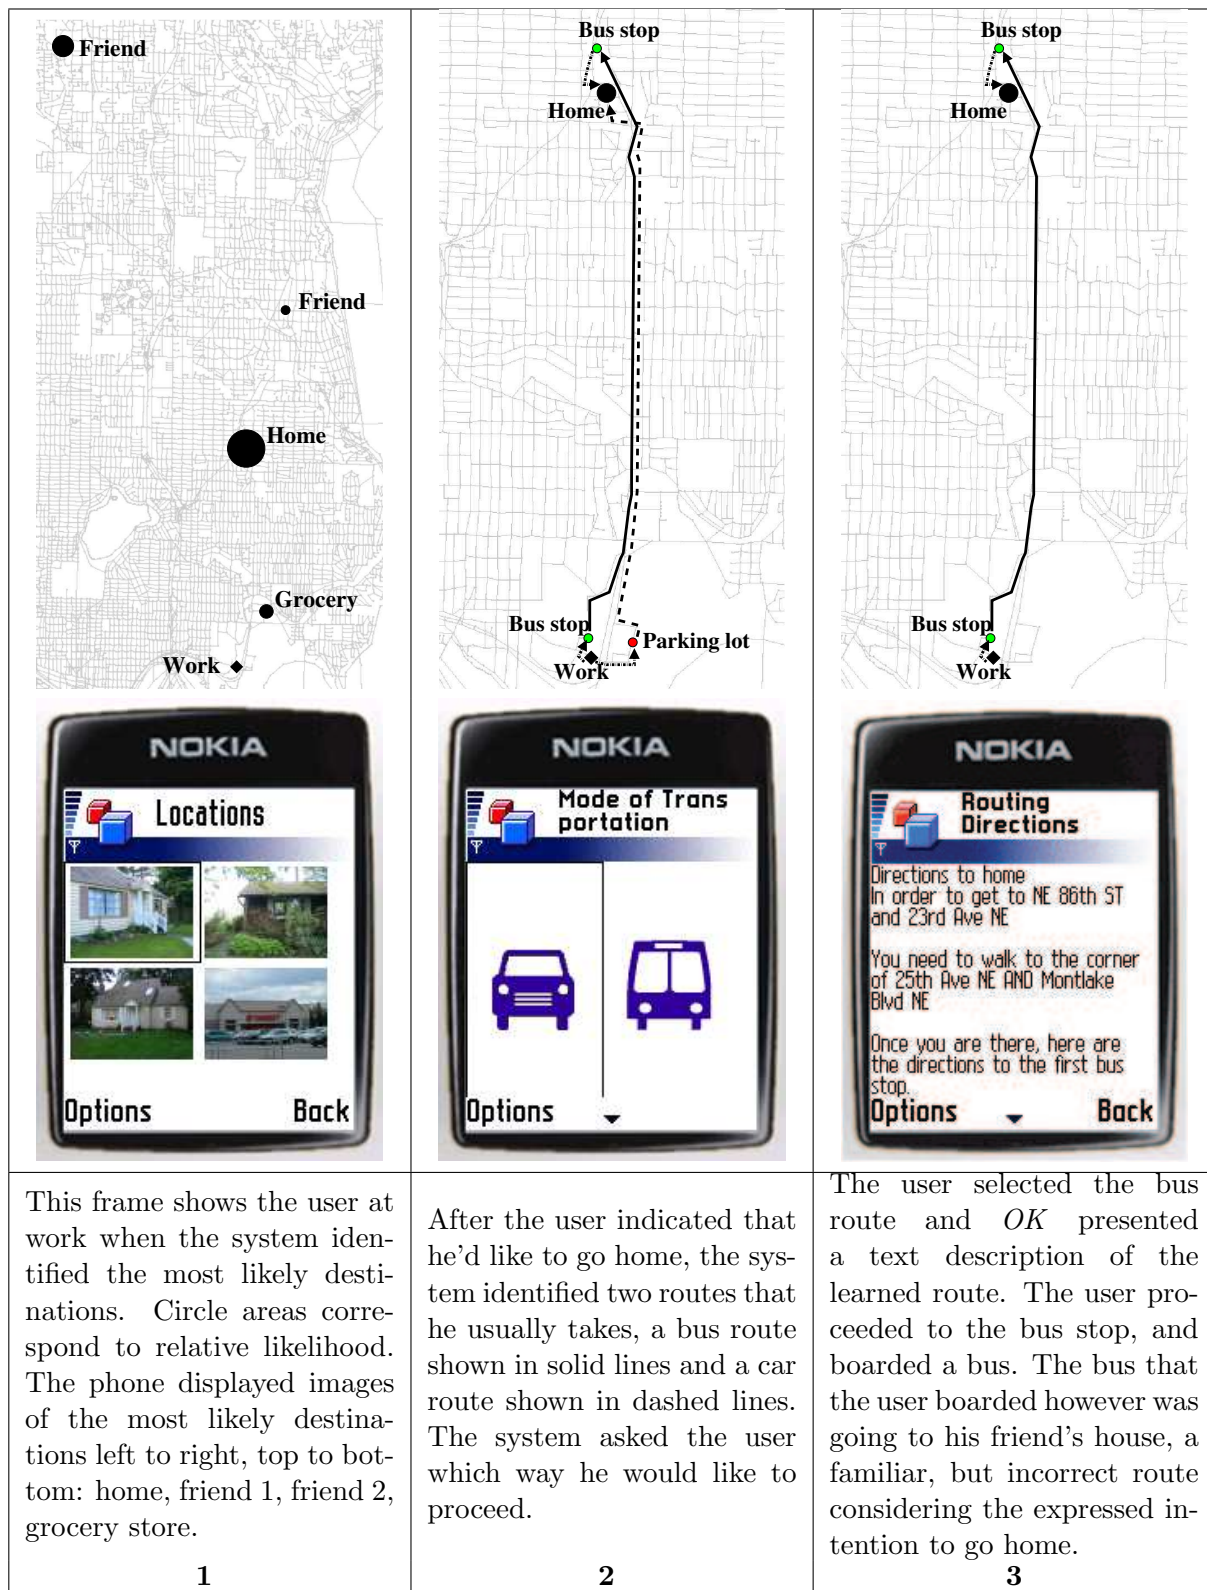 Friend
Friend
Home
Grocery
Work
NOKIA
Locations
Options Back
This frame shows the user at
work when the system iden-
tified the most likely desti-
nations. Circle areas corre-
spond to relative likelihood.
The phone displayed images
of the most likely destina-
tions left to right, top to bot-
tom: home, friend 1, friend 2,
grocery store.
1
Bus stop
Home
Bus stop
Parking lot
Work
NOKIA
Mode of Trans
portation
Options
After the user indicated that
he'd like to go home, the sys-
tem identified two routes that
he usually takes, a bus route
shown in solid lines and a car
route shown in dashed lines.
The system asked the user
which way he would like to
proceed.
2
Bus stop
Home
Bus stop
Work
NOKIA
Routing
Directions
Directions to home
In order to get to NE 86th ST
and 23rd Ave NE
You need to walk to the corner
of 25th Ave NE AND Montlake
Blvd NE
Once you are there, here are
the directions to the first bus
stop.
Options Back
The user selected the bus
route and OK presented
a text description of the
learned route. The user pro-
ceeded to the bus stop, and
boarded a bus. The bus that
the user boarded however was
going to his friend's house, a
familiar, but incorrect route
considering the expressed in-
tention to go home.
3